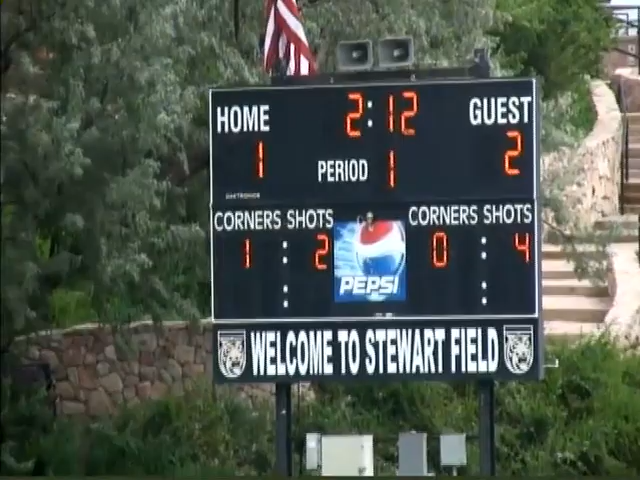 HOME 2:12 GUEST
1 PERIOD 1 2
DAKTRONICS
CORNERS SHOTS CORNERS SHOTS
1 : 2 0 : 4
PEPSI
WELCOME TO STEWART FIELD